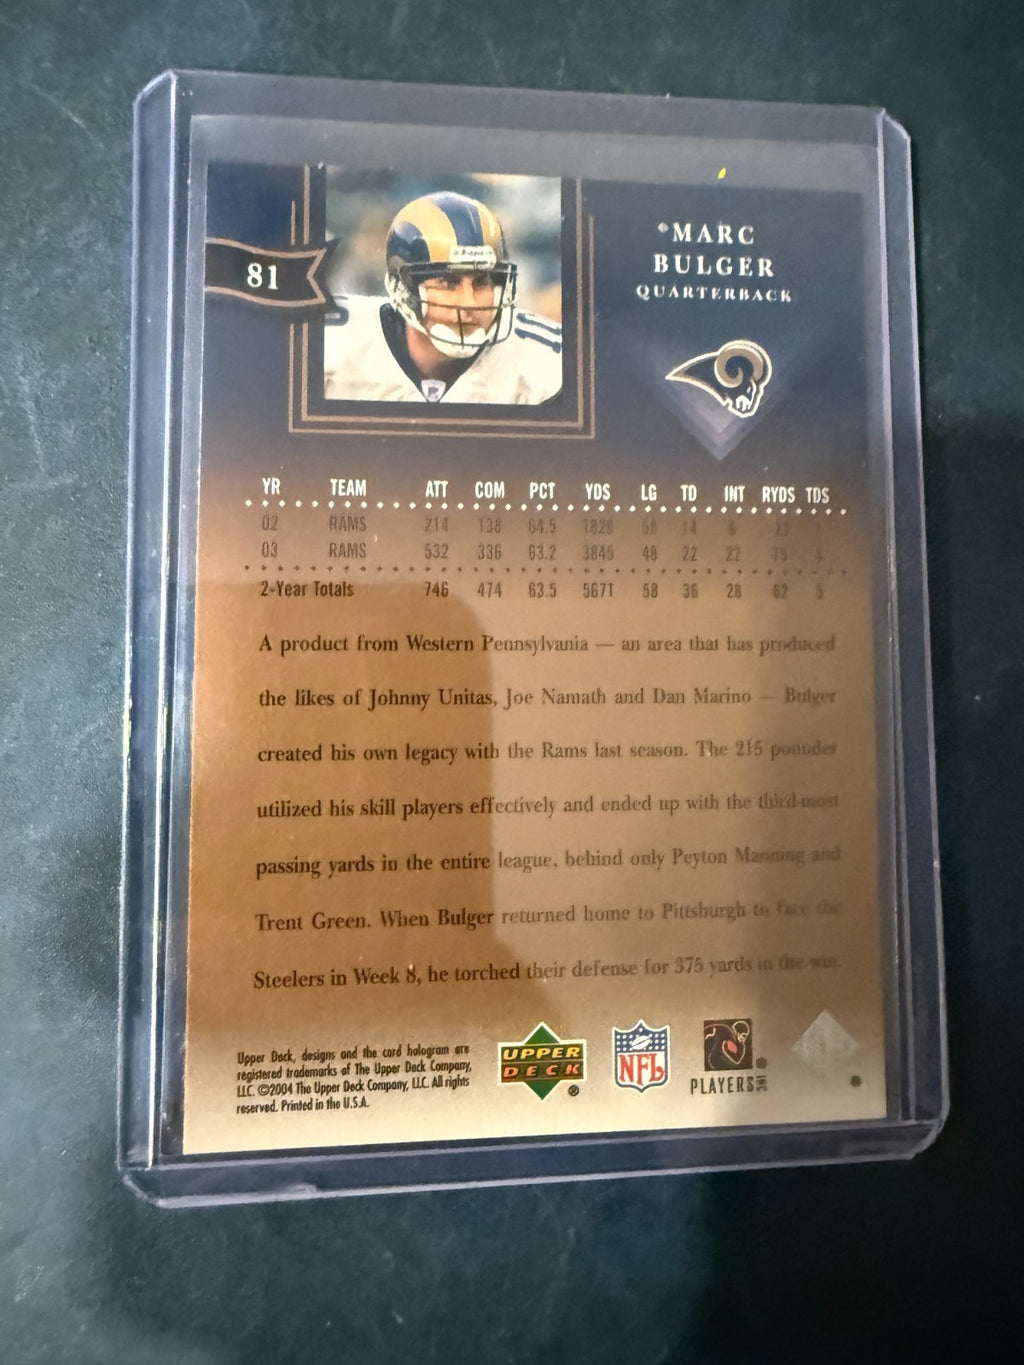 81
MARC
BULGER
QUARTERBACK
YR TEAM ATT COM PCT YDS LG TD INT RYDS TDS
02 RAMS 214 138 64.5 1826 58 14 6
03 RAMS 532 336 63.2 3845 48 22 22 75 4
2-Year Totals 746 474 63.5 5671 58 36 28 62 5
A product from Western Pennsylvania — an area that has produced
the likes of Johnny Unitas, Joe Namath and Dan Marino — Bulger
created his own legacy with the Rams last season. The 215 pounder
utilized his skill players effectively and ended up with the third-most
passing yards in the entire league, behind only Peyton Manning and
Trent Green. When Bulger returned home to Pittsburgh to face the
Steelers in Week 8, he torched their defense for 375 yards in the win.
Upper Deck, designs and the card hologram are
registered trademarks of The Upper Deck Company,
LLC. ©2004 The Upper Deck Company, LLC. All rights
reserved. Printed in the U.S.A.
UPPER
DECK
®
NFL
PLAYERS INC